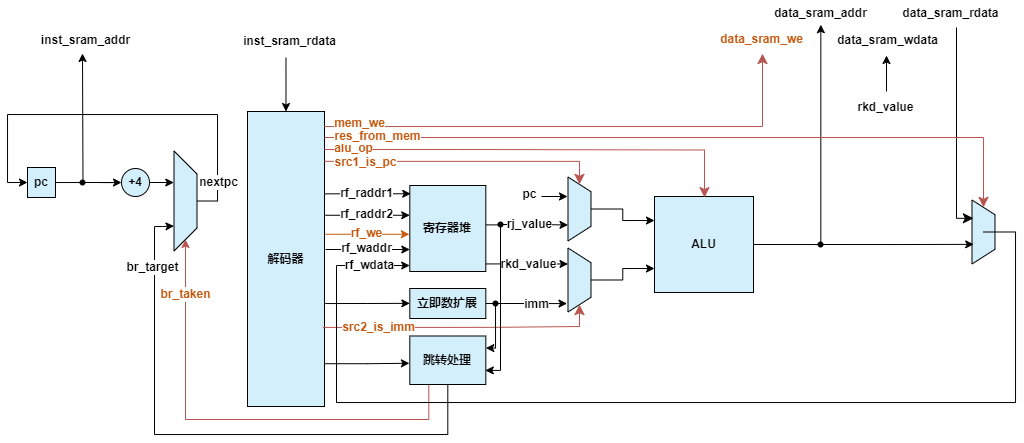 data_sram_addr
data_sram_rdata
inst_sram_addr
inst_sram_rdata
data_sram_we
data_sram_wdata
rkd_value
mem_we
res_from_mem
alu_op
src1_is_pc
pc
+4
nextpc
rf_raddr1
rf_raddr2
rf_we
rf_waddr
rf_wdata
寄存器堆
pc
rj_value
rkd_value
ALU
解码器
br_target
br_taken
立即数扩展
imm
src2_is_imm
跳转处理